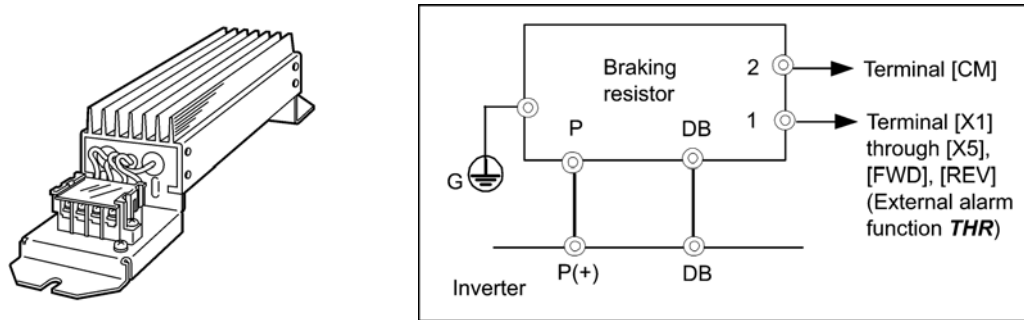 Braking
resistor
2
Terminal [CM]
1
Terminal [X1]
through [X5],
[FWD], [REV]
(External alarm
function THR)
P
DB
G
P(+)
DB
Inverter